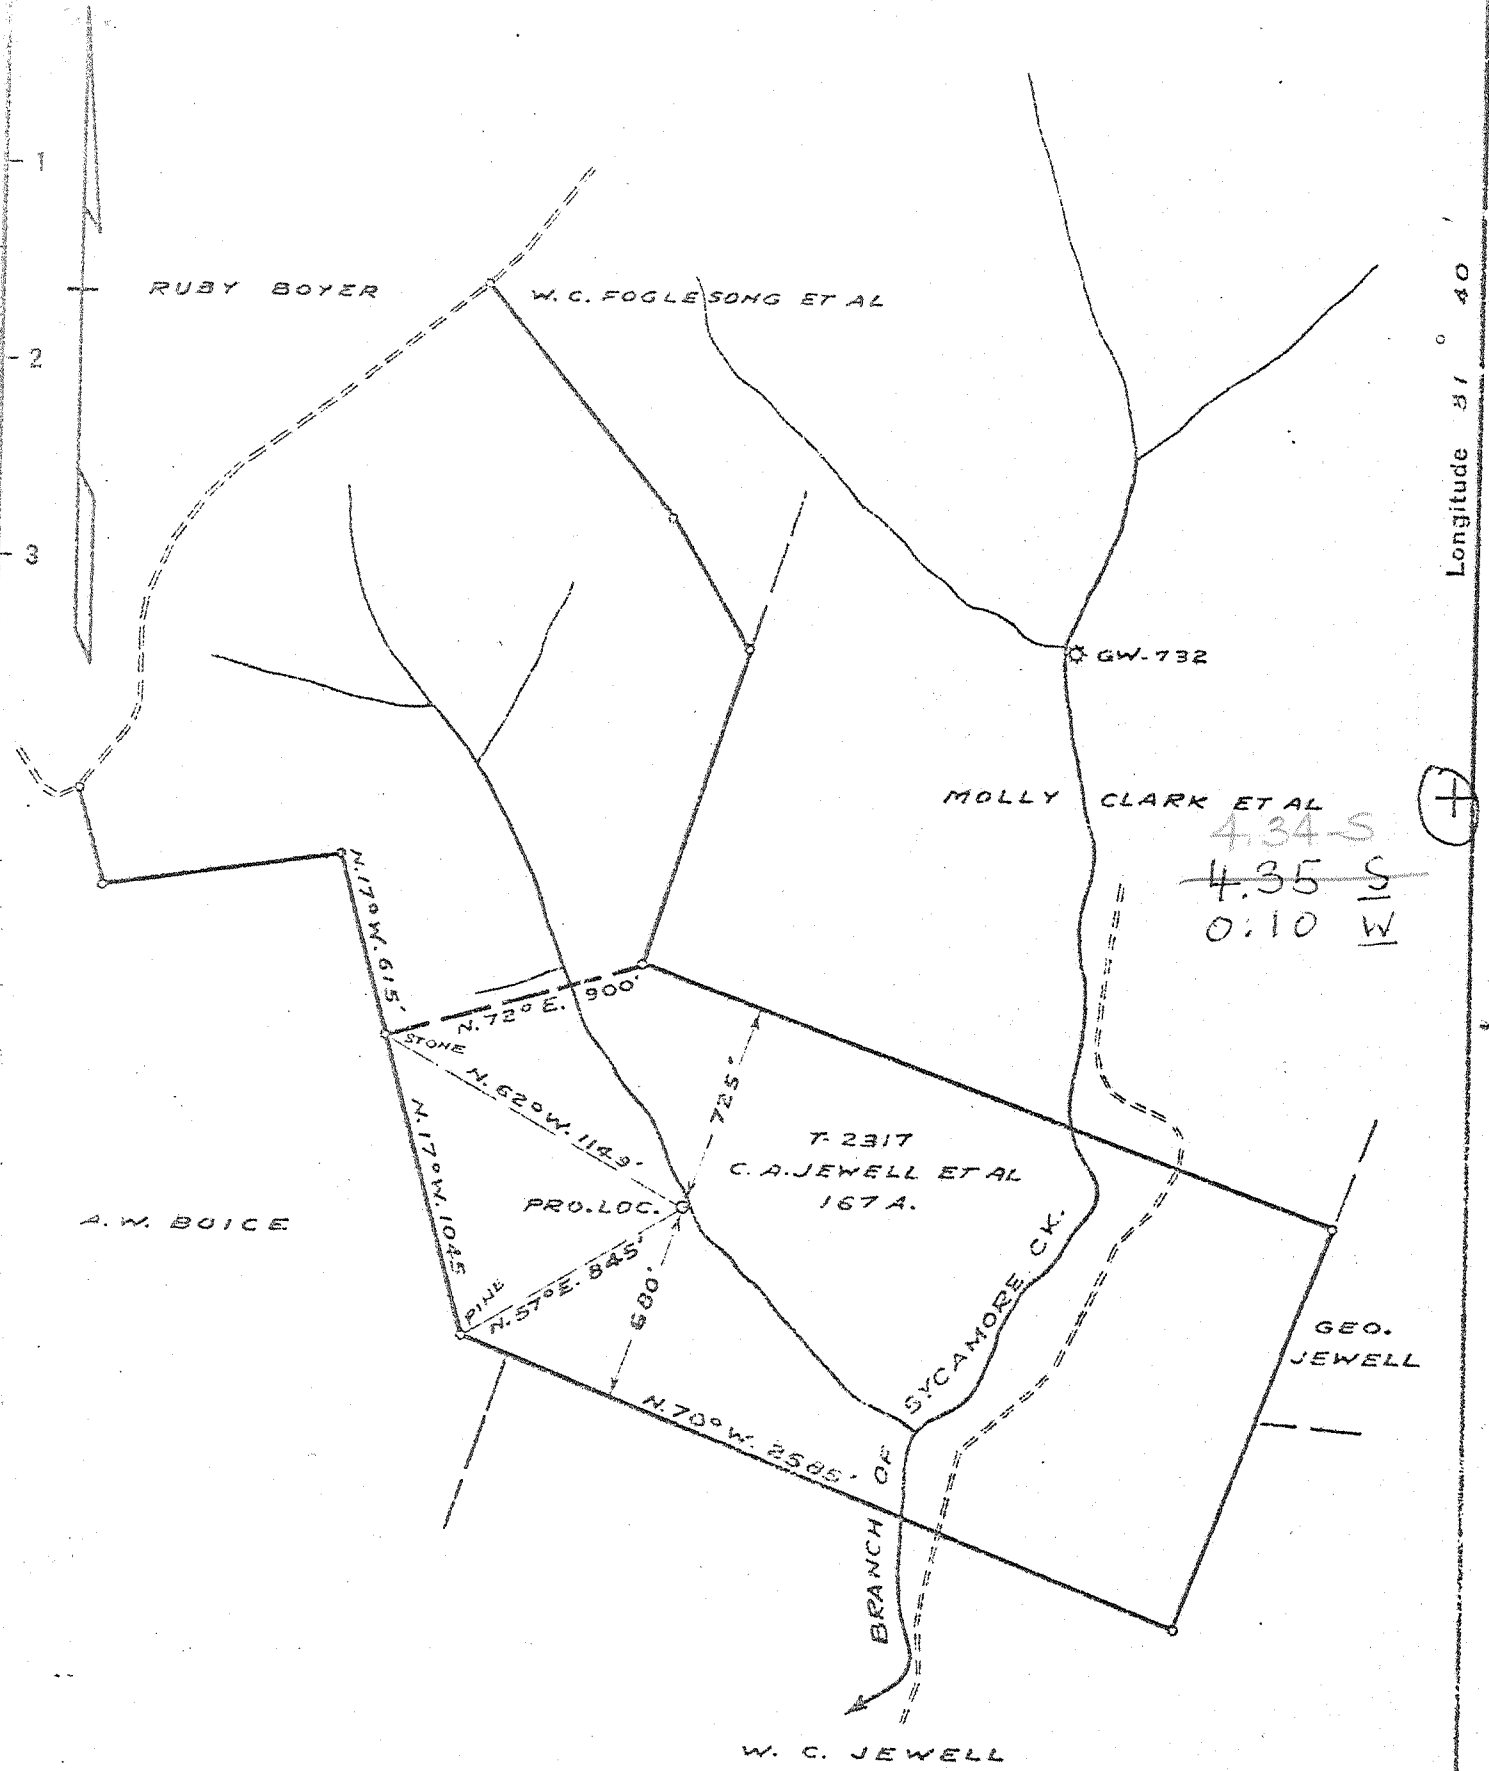 1
2
3
RUBY BOYER
W. C. FOGLESONG ET AL
Longitude 81° 40'
GW-732
MOLLY CLARK ET AL
4.34-S
4.35 S
0.10 W
N. 17° W. 615'
N. 72° E. 900'
STONE
N. 62° W. 1149'
725'
T- 2317
C. A. JEWELL ET AL
167 A.
N. 17° W. 1045
PRO. LOC.
A. W. BOICE
PINE
N. 57° E. 845'
680'
GEO.
JEWELL
N. 70° W. 2585'
BRANCH OF SYCAMORE CK.
W. C. JEWELL